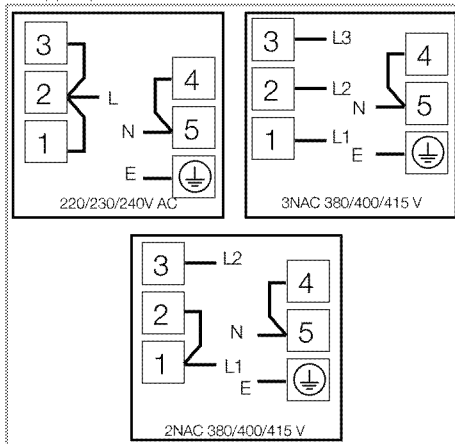 3 L3
3
2 L 4
2 L2 4
1 N 5
1 L1 N 5
E
E
220/230/240V AC
3NAC 380/400/415 V
3 L2
2 4
1 L1 N 5
E
2NAC 380/400/415 V